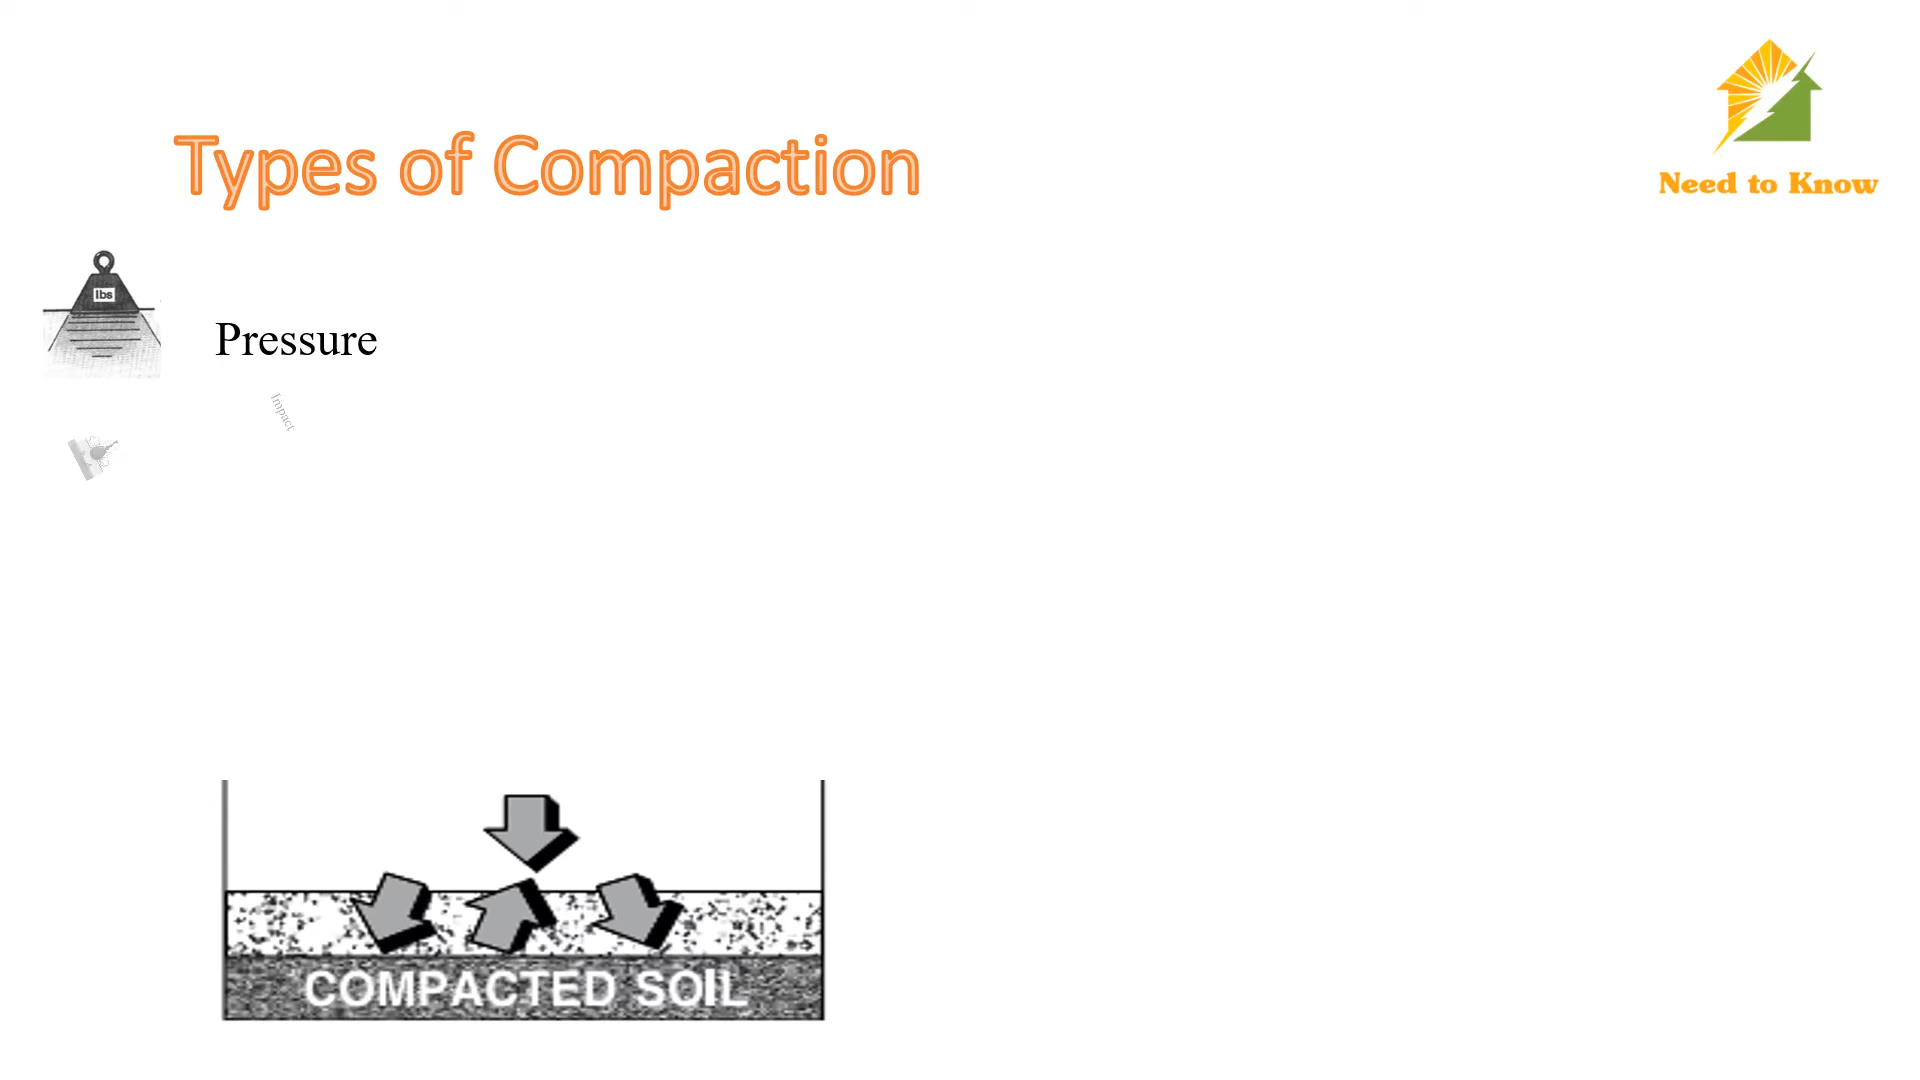 Types of Compaction
Need to Know
lbs
Pressure
Impact
COMPACTED SOIL